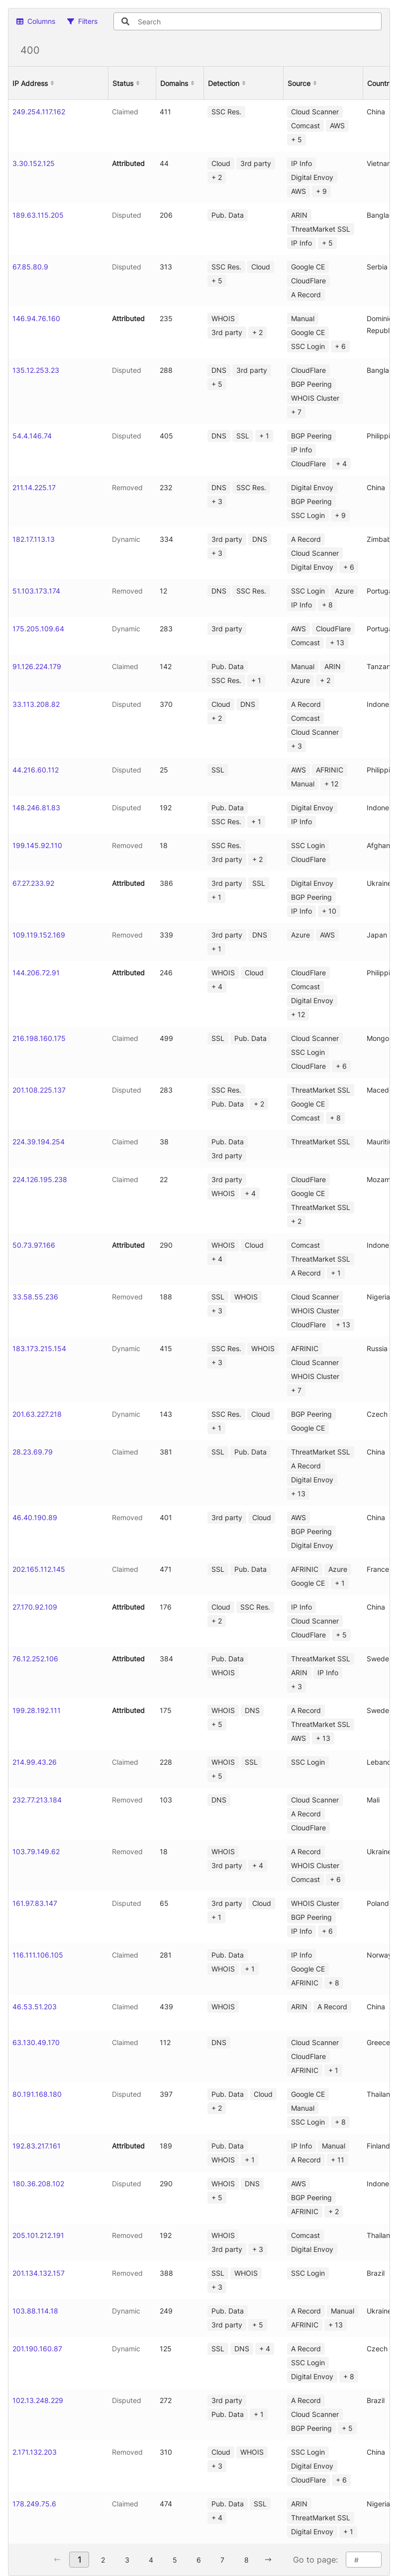 Columns Filters Search
400
IP Address Status Domains Detection Source
249.254.117.162 Claimed 411 SSC Res. Cloud Scanner China
Comcast AWS
+ 5
3.30.152.125 Attributed 44 Cloud 3rd party IP Info
+ 2 Digital Envoy
AWS + 9
189.63.115.205 Disputed 206 Pub. Data ARIN
ThreatMarket SSL
IP Info + 5
67.85.80.9 Disputed 313 SSC Res. Cloud Google CE Serbia
+ 5 CloudFlare
A Record
146.94.76.160 Attributed 235 WHOIS Manual
3rd party + 2 Google CE
SSC Login + 6
135.12.253.23 Disputed 288 DNS 3rd party CloudFlare
+ 5 BGP Peering
WHOIS Cluster
+ 7
54.4.146.74 Disputed 405 DNS SSL + 1 BGP Peering
IP Info
CloudFlare + 4
211.14.225.17 Removed 232 DNS SSC Res. Digital Envoy China
+ 3 BGP Peering
SSC Login + 9
182.17.113.13 Dynamic 334 3rd party DNS A Record
+ 3 Cloud Scanner
Digital Envoy + 6
51.103.173.174 Removed 12 DNS SSC Res. SSC Login Azure
IP Info + 8
175.205.109.64 Dynamic 283 3rd party AWS CloudFlare
Comcast + 13
91.126.224.179 Claimed 142 Pub. Data Manual ARIN
SSC Res. + 1 Azure + 2
33.113.208.82 Disputed 370 Cloud DNS A Record
+ 2 Comcast
Cloud Scanner
+ 3
44.216.60.112 Disputed 25 SSL AWS AFRINIC
Manual + 12
148.246.81.83 Disputed 192 Pub. Data Digital Envoy
SSC Res. + 1 IP Info
199.145.92.110 Removed 18 SSC Res. SSC Login
3rd party + 2 CloudFlare
67.27.233.92 Attributed 386 3rd party SSL Digital Envoy Ukraine
+ 1 BGP Peering
IP Info + 10
109.119.152.169 Removed 339 3rd party DNS Azure AWS Japan
+ 1
144.206.72.91 Attributed 246 WHOIS Cloud CloudFlare
+ 4 Comcast
Digital Envoy
+ 12
216.198.160.175 Claimed 499 SSL Pub. Data Cloud Scanner
SSC Login
CloudFlare + 6
201.108.225.137 Disputed 283 SSC Res. ThreatMarket SSL
Pub. Data + 2 Google CE
Comcast + 8
224.39.194.254 Claimed 38 Pub. Data ThreatMarket SSL
3rd party
224.126.195.238 Claimed 22 3rd party CloudFlare
WHOIS + 4 Google CE
ThreatMarket SSL
+ 2
50.73.97.166 Attributed 290 WHOIS Cloud Comcast
+ 4 ThreatMarket SSL
A Record + 1
33.58.55.236 Removed 188 SSL WHOIS Cloud Scanner Nigeria
+ 3 WHOIS Cluster
CloudFlare + 13
183.173.215.154 Dynamic 415 SSC Res. WHOIS AFRINIC Russia
+ 3 Cloud Scanner
WHOIS Cluster
+ 7
201.63.227.218 Dynamic 143 SSC Res. Cloud BGP Peering Czech
+ 1 Google CE
28.23.69.79 Claimed 381 SSL Pub. Data ThreatMarket SSL China
A Record
Digital Envoy
+ 13
46.40.190.89 Removed 401 3rd party Cloud AWS China
BGP Peering
Digital Envoy
202.165.112.145 Claimed 471 SSL Pub. Data AFRINIC Azure France
Google CE + 1
27.170.92.109 Attributed 176 Cloud SSC Res. IP Info China
+ 2 Cloud Scanner
CloudFlare + 5
76.12.252.106 Attributed 384 Pub. Data ThreatMarket SSL
WHOIS ARIN IP Info
+ 3
199.28.192.111 Attributed 175 WHOIS DNS A Record
+ 5 ThreatMarket SSL
AWS + 13
214.99.43.26 Claimed 228 WHOIS SSL SSC Login
+ 5
232.77.213.184 Removed 103 DNS Cloud Scanner Mali
A Record
CloudFlare
103.79.149.62 Removed 18 WHOIS A Record Ukraine
3rd party + 4 WHOIS Cluster
Comcast + 6
161.97.83.147 Disputed 65 3rd party Cloud WHOIS Cluster Poland
+ 1 BGP Peering
IP Info + 6
116.111.106.105 Claimed 281 Pub. Data IP Info Norway
WHOIS + 1 Google CE
AFRINIC + 8
46.53.51.203 Claimed 439 WHOIS ARIN A Record China
63.130.49.170 Claimed 112 DNS Cloud Scanner Greece
CloudFlare
AFRINIC + 1
80.191.168.180 Disputed 397 Pub. Data Cloud Google CE
+ 2 Manual
SSC Login + 8
192.83.217.161 Attributed 189 Pub. Data IP Info Manual Finland
WHOIS + 1 A Record + 11
180.36.208.102 Disputed 290 WHOIS DNS AWS
+ 5 BGP Peering
AFRINIC + 2
205.101.212.191 Removed 192 WHOIS Comcast
3rd party + 3 Digital Envoy
201.134.132.157 Removed 388 SSL WHOIS SSC Login Brazil
+ 3
103.88.114.18 Dynamic 249 Pub. Data A Record Manual Ukraine
3rd party + 5 AFRINIC + 13
201.190.160.87 Dynamic 125 SSL DNS + 4 A Record Czech
SSC Login
Digital Envoy + 8
102.13.248.229 Disputed 272 3rd party A Record Brazil
Pub. Data + 1 Cloud Scanner
BGP Peering + 5
2.171.132.203 Removed 310 Cloud WHOIS SSC Login China
+ 3 Digital Envoy
CloudFlare + 6
178.249.75.6 Claimed 474 Pub. Data SSL ARIN Nigeria
+ 4 ThreatMarket SSL
Digital Envoy + 1
← 1 2 3 4 5 6 7 8 → Go to page: #